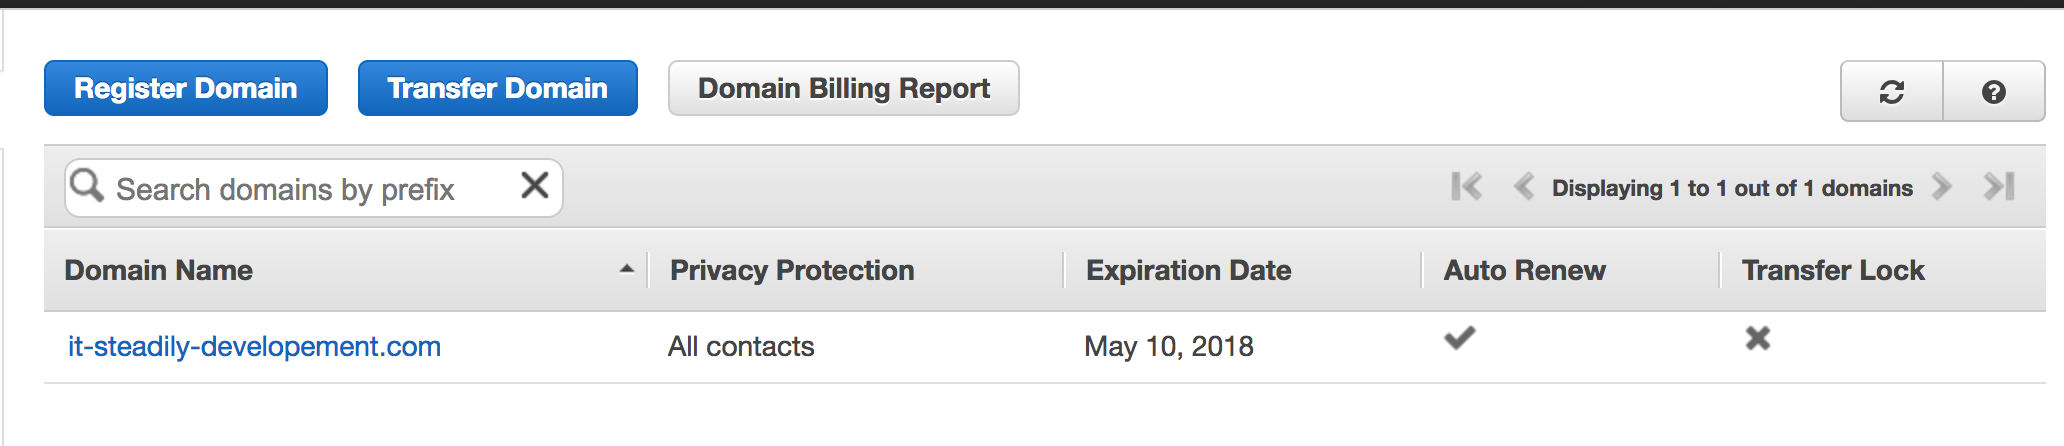 Register Domain Transfer Domain Domain Billing Report
Search domains by prefix Displaying 1 to 1 out of 1 domains
Domain Name Privacy Protection Expiration Date Auto Renew Transfer Lock
it-steadily-developement.com All contacts May 10, 2018